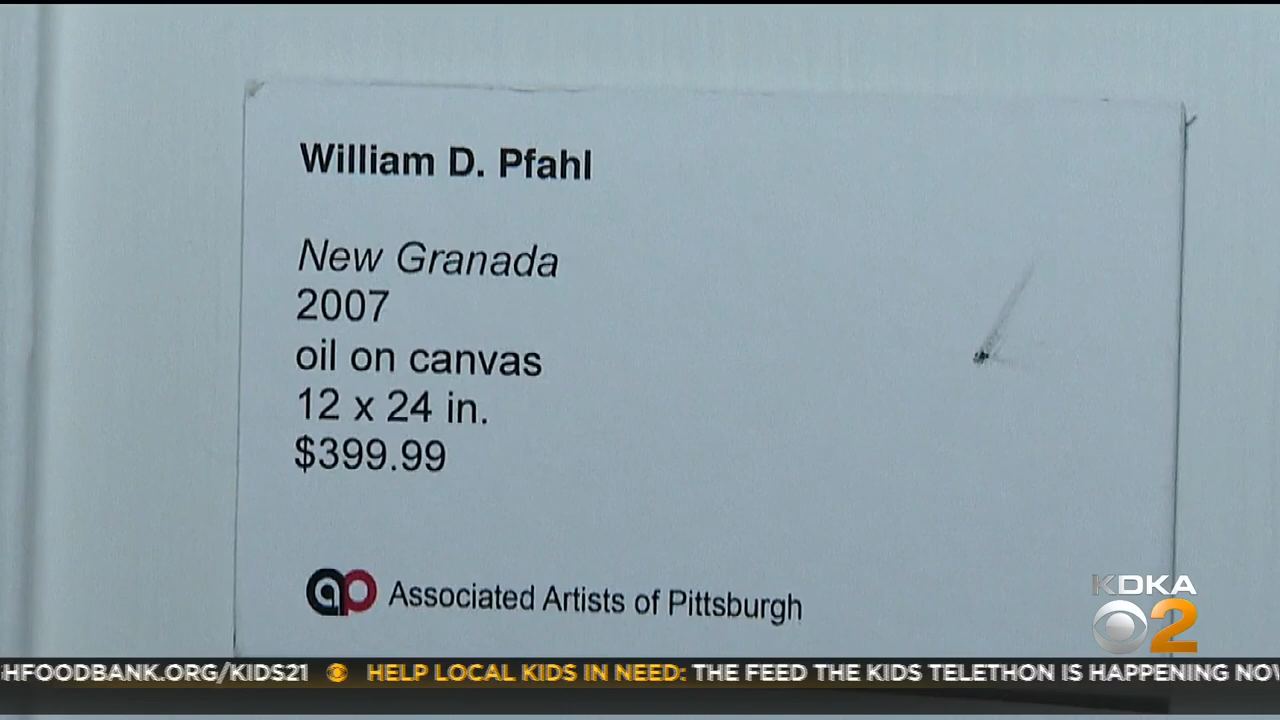 William D. Pfahl
New Granada
2007
oil on canvas
12 x 24 in.
$399.99
ap Associated Artists of Pittsburgh
KDKA
2
HFOODBANK.ORG/KIDS21 HELP LOCAL KIDS IN NEED: THE FEED THE KIDS TELETHON IS HAPPENING NOW